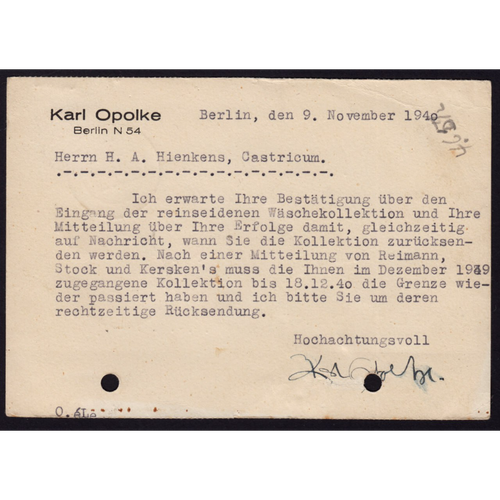 Karl Opolke
Berlin N 54
Berlin, den 9. November 1940
Herrn H. A. Hienkens, Castricum.
Ich erwarte Ihre Bestätigung über den
Eingang der reinseidenen Wäschekollektion und Ihre
Mitteilung über Ihre Erfolge damit, gleichzeitig
auf Nachricht, wann Sie die Kollektion zurücksen-
den werden. Nach einer Mitteilung von Reimann,
Stock und Kersken's muss die Ihnen im Dezember 1939
zugegangene Kollektion bis 18.12.40 die Grenze wie-
der passiert haben und ich bitte Sie um deren
rechtzeitige Rücksendung.
Hochachtungsvoll